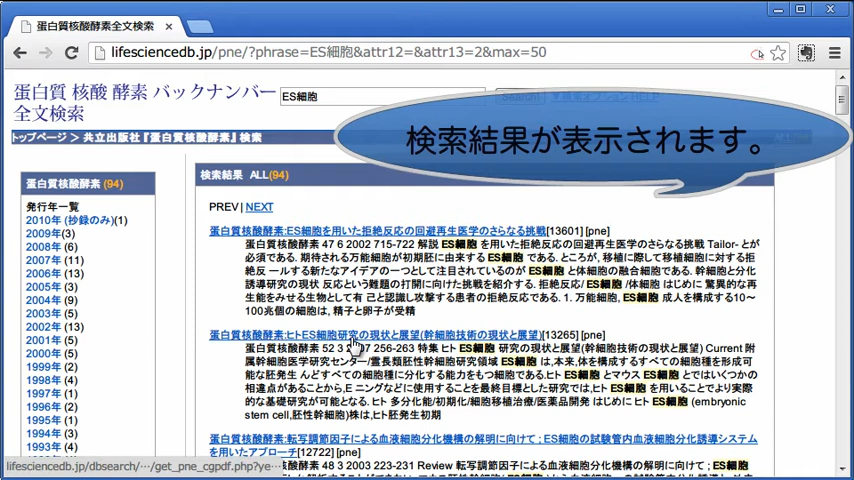 蛋白質核酸酵素全文検索
lifesciencedb.jp/pne/?phrase=ES細胞&attr12=&attr13=2&max=50
蛋白質 核酸 酵素 バックナンバー
全文検索
ES細胞
検索結果が表示されます。
トップページ > 共立出版社『蛋白質核酸酵素』 検索
蛋白質核酸酵素 (94)
発行年一覧
2010年 (抄録のみ)(1)
2009年 (3)
2008年 (6)
2007年 (11)
2006年 (13)
2005年 (3)
2004年 (9)
2003年 (5)
2002年 (13)
2001年 (5)
2000年 (5)
1999年 (2)
1998年 (4)
1997年 (1)
1996年 (2)
1995年 (1)
1994年 (3)
1993年 (4)
検索結果 ALL(94)
PREV | NEXT
蛋白質核酸酵素:ES細胞を用いた拒絶反応の回避再生医学のさらなる挑戦[13601] [pne]
蛋白質核酸酵素 47 6 2002 715-722 解説 ES細胞 を用いた拒絶反応の回避再生医学のさらなる挑戦 Tailor- とが
必須である. 期待される万能細胞が初期胚に由来する ES細胞 である. ところが, 移植に際して移植細胞に対する拒
絶反 ールする新たなアイデアの一つとして注目されているのが ES細胞 と体細胞の融合細胞である. 幹細胞と分化
誘導研究の現状 反応という難題の打開に向けた挑戦を紹介する. 拒絶反応/ ES細胞 /体細胞 はじめに 驚異的な再
生能をみせる生物として有 己と認識し攻撃する患者の拒絶反応である. 1. 万能細胞, ES細胞 成人を構成する10～
100兆個の細胞は, 精子と卵子が受精
蛋白質核酸酵素:ヒトES細胞研究の現状と展望(幹細胞技術の現状と展望)[13265] [pne]
蛋白質核酸酵素 52 3 2007 256-263 特集 ヒト ES細胞 研究の現状と展望(幹細胞技術の現状と展望) Current 附
属幹細胞医学研究センター/霊長類胚性幹細胞研究領域 ES細胞 は, 本来, 体を構成するすべての細胞種を形成可能
な胚発生 んどすべての細胞種に分化する能力をもつ細胞である. ヒト ES細胞 とマウス ES細胞 とではいくつかの
相違点があることから, E ニングなどに使用することを最終目標とした研究では, ヒト ES細胞 を用いることでより実際
的な基礎研究が可能となる. ヒト 多分化能/初期化/細胞移植治療/医薬品開発 はじめに ヒト ES細胞 (embryonic
stem cell, 胚性幹細胞)株は, ヒト胚発生初期
蛋白質核酸酵素:転写調節因子による血液細胞分化機構の解明に向けて ; ES細胞の試験管内血液細胞分化誘導システム
を用いたアプローチ[12722] [pne]
蛋白質核酸酵素 48 3 2003 223-231 Review 転写調節因子による血液細胞分化機構の解明に向けて ; ES細胞
lifesciencedb.jp/dbsearch/…/get_pne_cgpdf.php?ye…